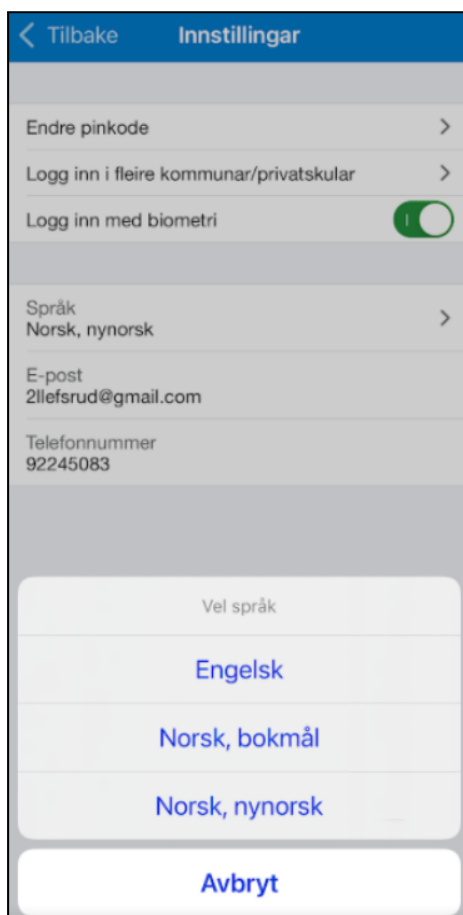 Tilbake Innstillingar
Endre pinkode
Logg inn i fleire kommunar/privatskular
Logg inn med biometri
Språk
Norsk, nynorsk
E-post
2llefsrud@gmail.com
Telefonnummer
92245083
Vel språk
Engelsk
Norsk, bokmål
Norsk, nynorsk
Avbryt